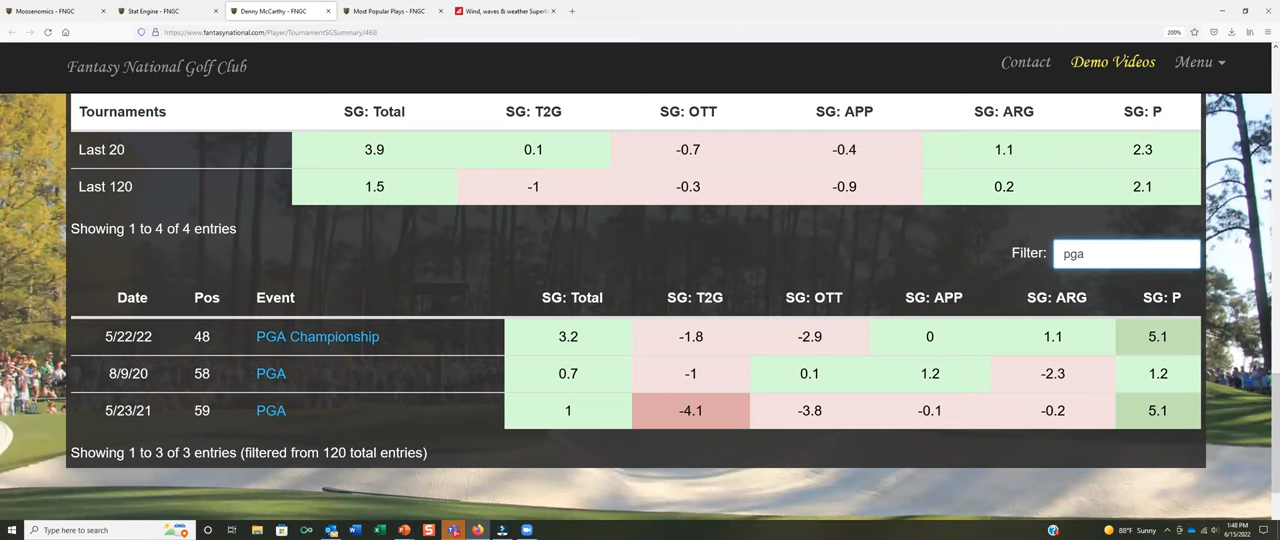 Moosenomics - FNGC × Stat Engine - FNGC × Denny McCarthy - FNGC × Most Popular Plays - FNGC × Wind, waves & weather Superf × +
https://www.fantasynational.com/Player/TournamentSGSummary/468 200%
Fantasy National Golf Club Contact Demo Videos Menu
Tournaments SG: Total SG: T2G SG: OTT SG: APP SG: ARG SG: P
Last 20 3.9 0.1 -0.7 -0.4 1.1 2.3
Last 120 1.5 -1 -0.3 -0.9 0.2 2.1
Showing 1 to 4 of 4 entries
Filter: pga
Date Pos Event SG: Total SG: T2G SG: OTT SG: APP SG: ARG SG: P
5/22/22 48 PGA Championship 3.2 -1.8 -2.9 0 1.1 5.1
8/9/20 58 PGA 0.7 -1 0.1 1.2 -2.3 1.2
5/23/21 59 PGA 1 -4.1 -3.8 -0.1 -0.2 5.1
Showing 1 to 3 of 3 entries (filtered from 120 total entries)
Type here to search 88°F Sunny 1:48 PM
6/15/2022